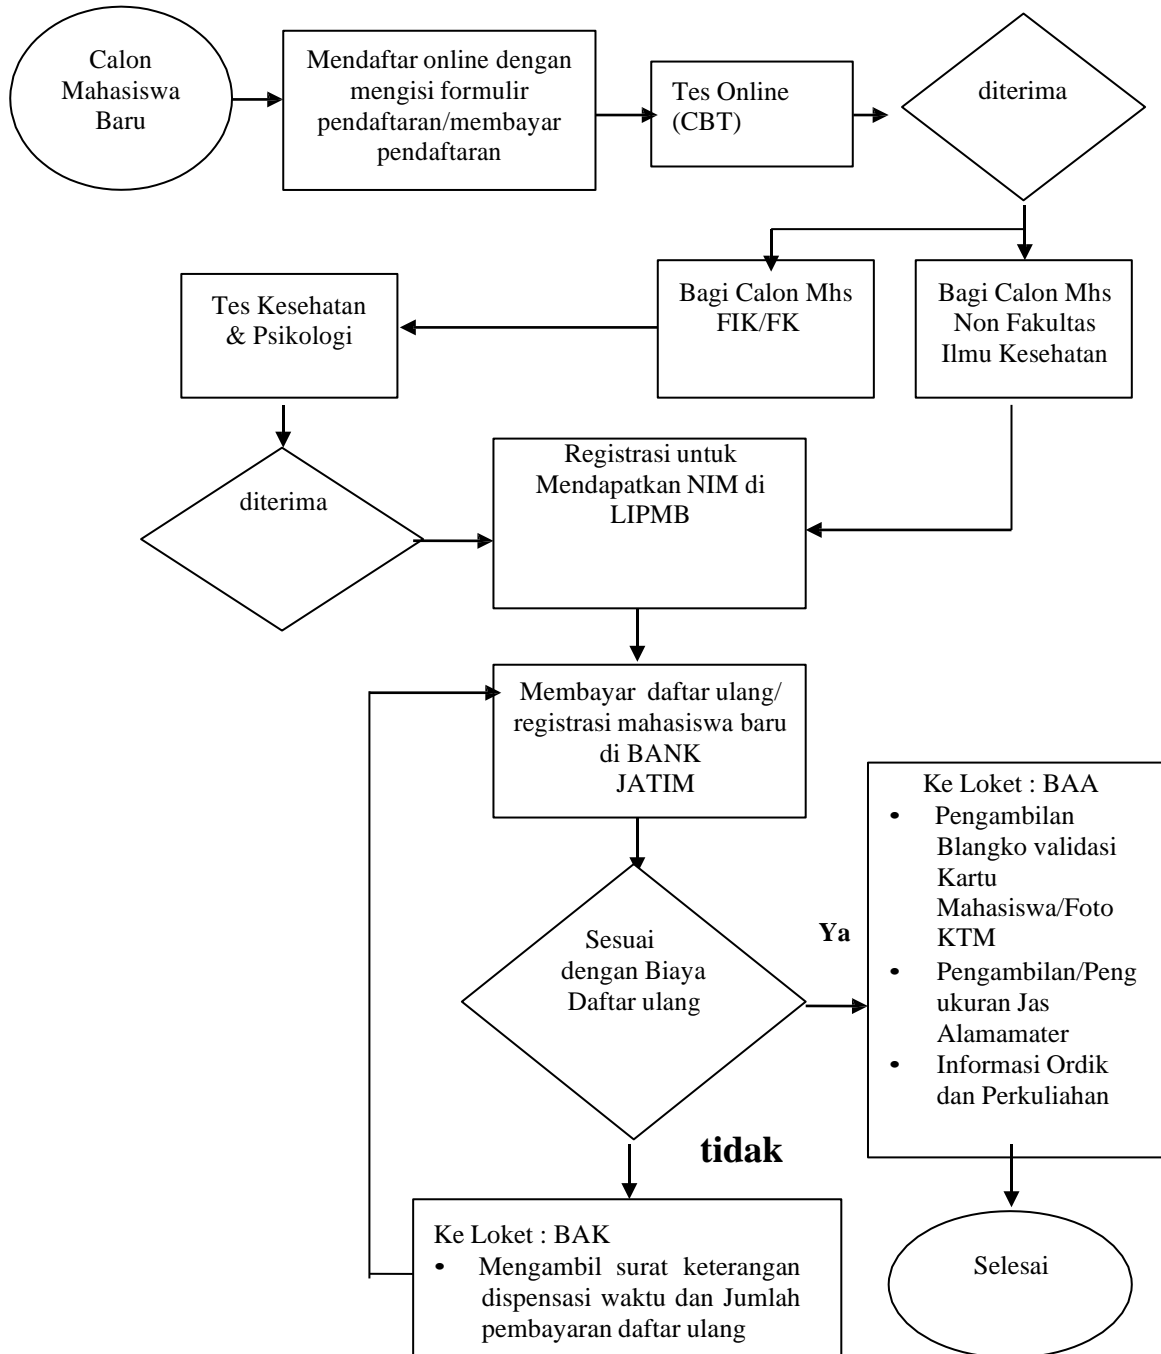 Calon
Mahasiswa
Baru
Mendaftar online dengan
mengisi formulir
pendaftaran/membayar
pendaftaran
Tes Online
(CBT)
diterima
Tes Kesehatan
& Psikologi
Bagi Calon Mhs
FIK/FK
Bagi Calon Mhs
Non Fakultas
Ilmu Kesehatan
diterima
Registrasi untuk
Mendapatkan NIM di
LIPMB
Membayar daftar ulang/
registrasi mahasiswa baru
di BANK
JATIM
Sesuai
dengan Biaya
Daftar ulang
Ya
Ke Loket : BAA
• Pengambilan
Blangko validasi
Kartu
Mahasiswa/Foto
KTM
• Pengambilan/Peng
ukuran Jas
Alamamater
• Informasi Ordik
dan Perkuliahan
tidak
Ke Loket : BAK
• Mengambil surat keterangan
dispensasi waktu dan Jumlah
pembayaran daftar ulang
Selesai